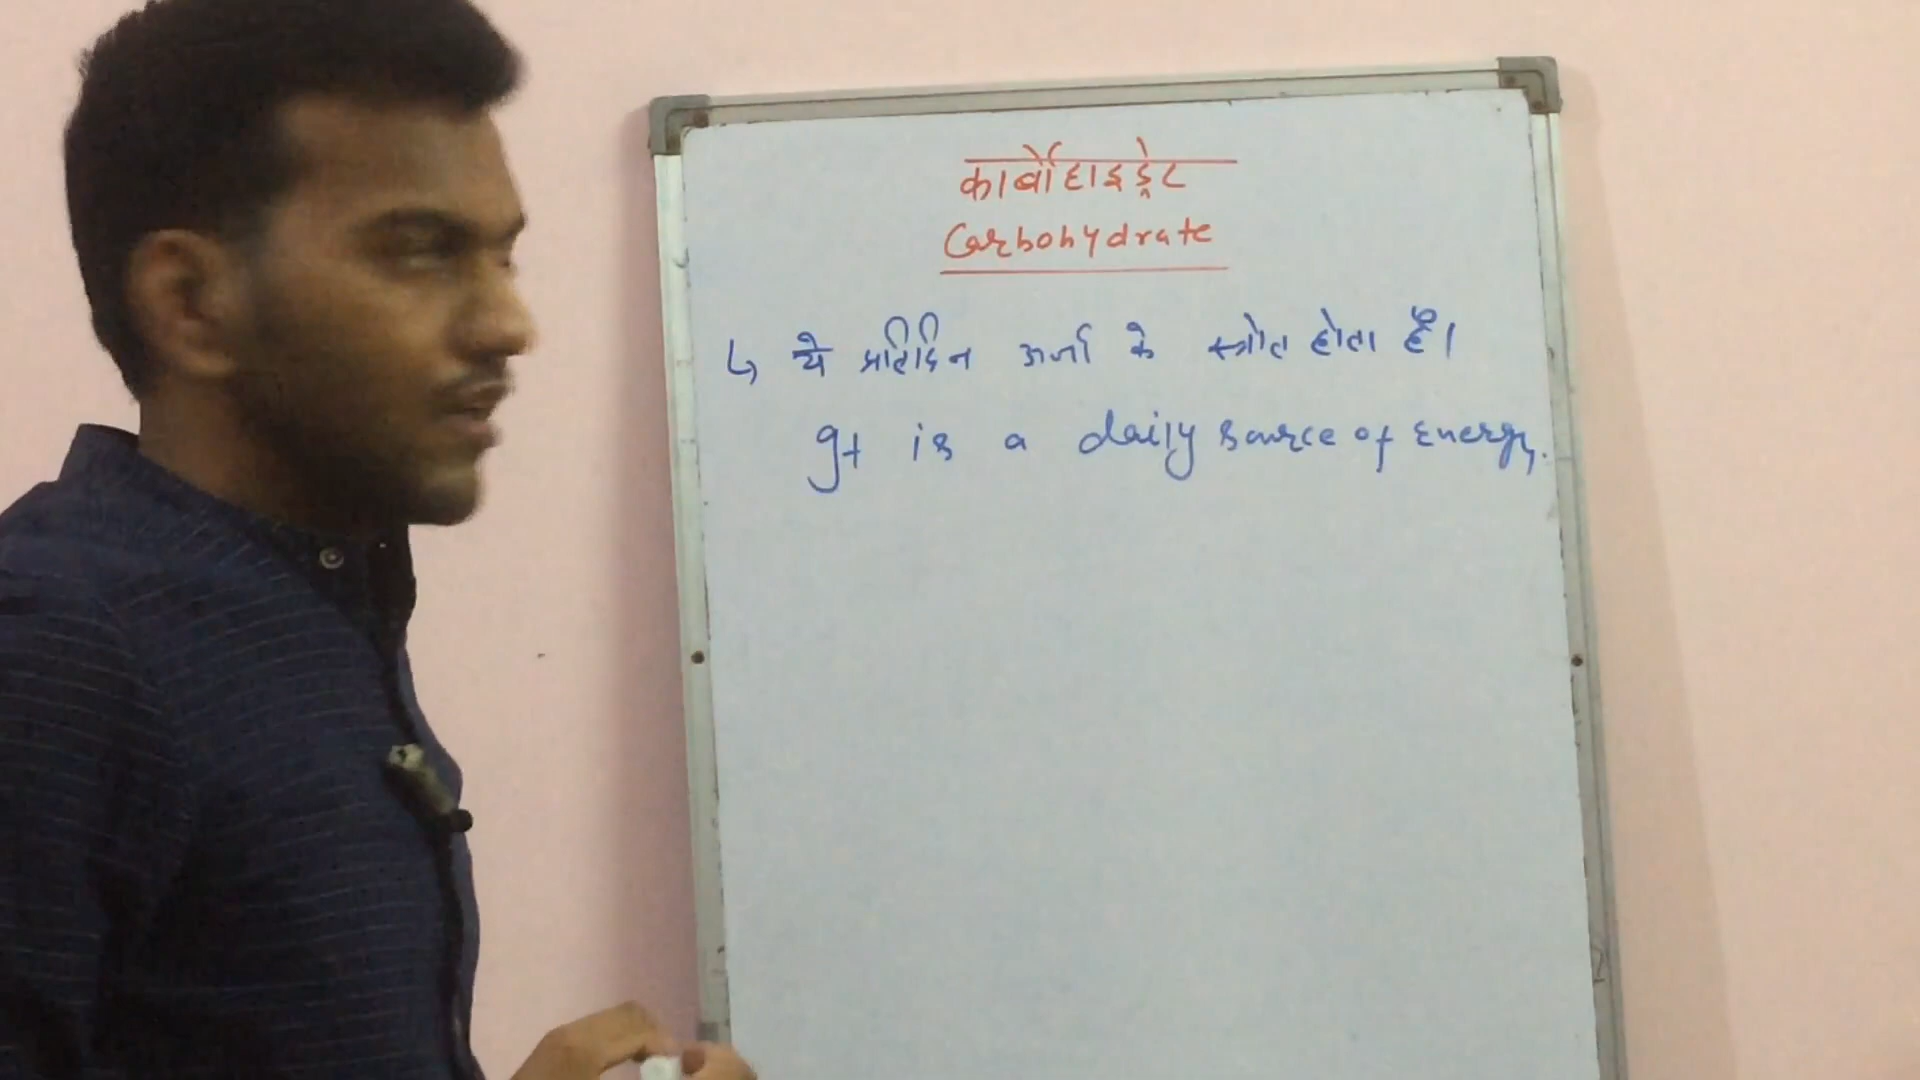 कार्बोहाइड्रेट
Carbohydrate
↳ ये प्रतिदिन ऊर्जा के स्त्रोत होता है।
It is a daily source of Energy.